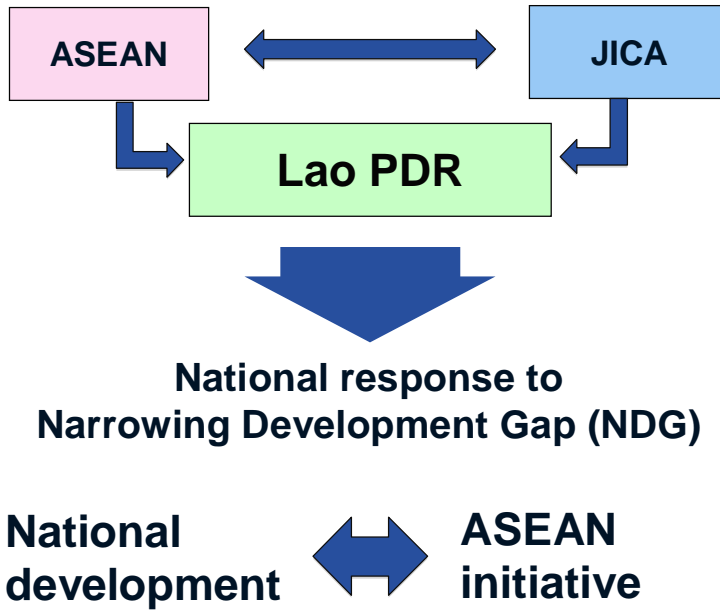 ASEAN
JICA
Lao PDR
National response to
Narrowing Development Gap (NDG)
National
development
ASEAN
initiative